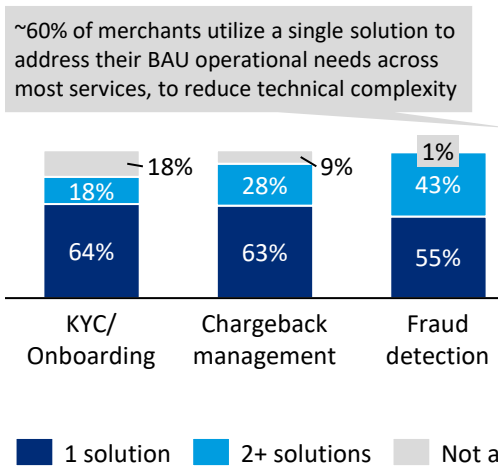 ~60% of merchants utilize a single solution to
address their BAU operational needs across
most services, to reduce technical complexity
18%
9%
1%
18%
28%
43%
64%
63%
55%
KYC/
Onboarding
Chargeback
management
Fraud
detection
1 solution
2+ solutions
Not a